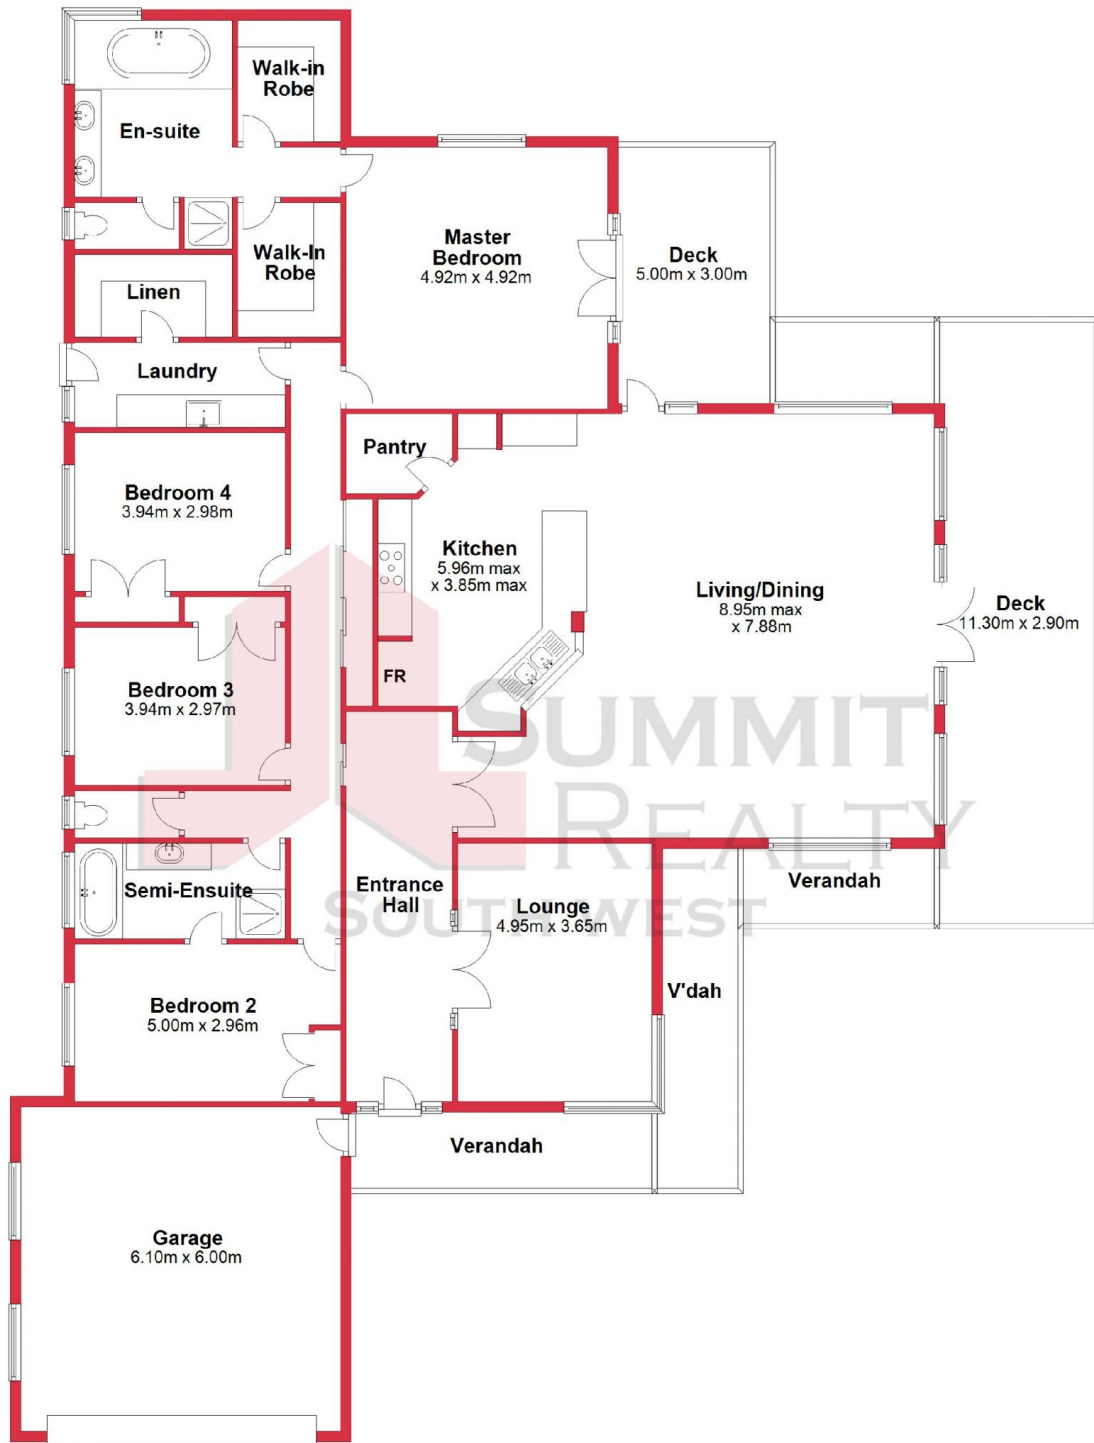 Walk-in
Robe
En-suite
Walk-In
Robe
Master
Bedroom
4.92m x 4.92m
Deck
5.00m x 3.00m
Linen
Laundry
Pantry
Bedroom 4
3.94m x 2.98m
Kitchen
5.96m max
x 3.85m max
Living/Dining
8.95m max
x 7.88m
Deck
11.30m x 2.90m
FR
Bedroom 3
3.94m x 2.97m
SUMMIT
REALTY
SOUTH WEST
Semi-Ensuite
Entrance
Hall
Lounge
4.95m x 3.65m
Verandah
V'dah
Bedroom 2
5.00m x 2.96m
Verandah
Garage
6.10m x 6.00m